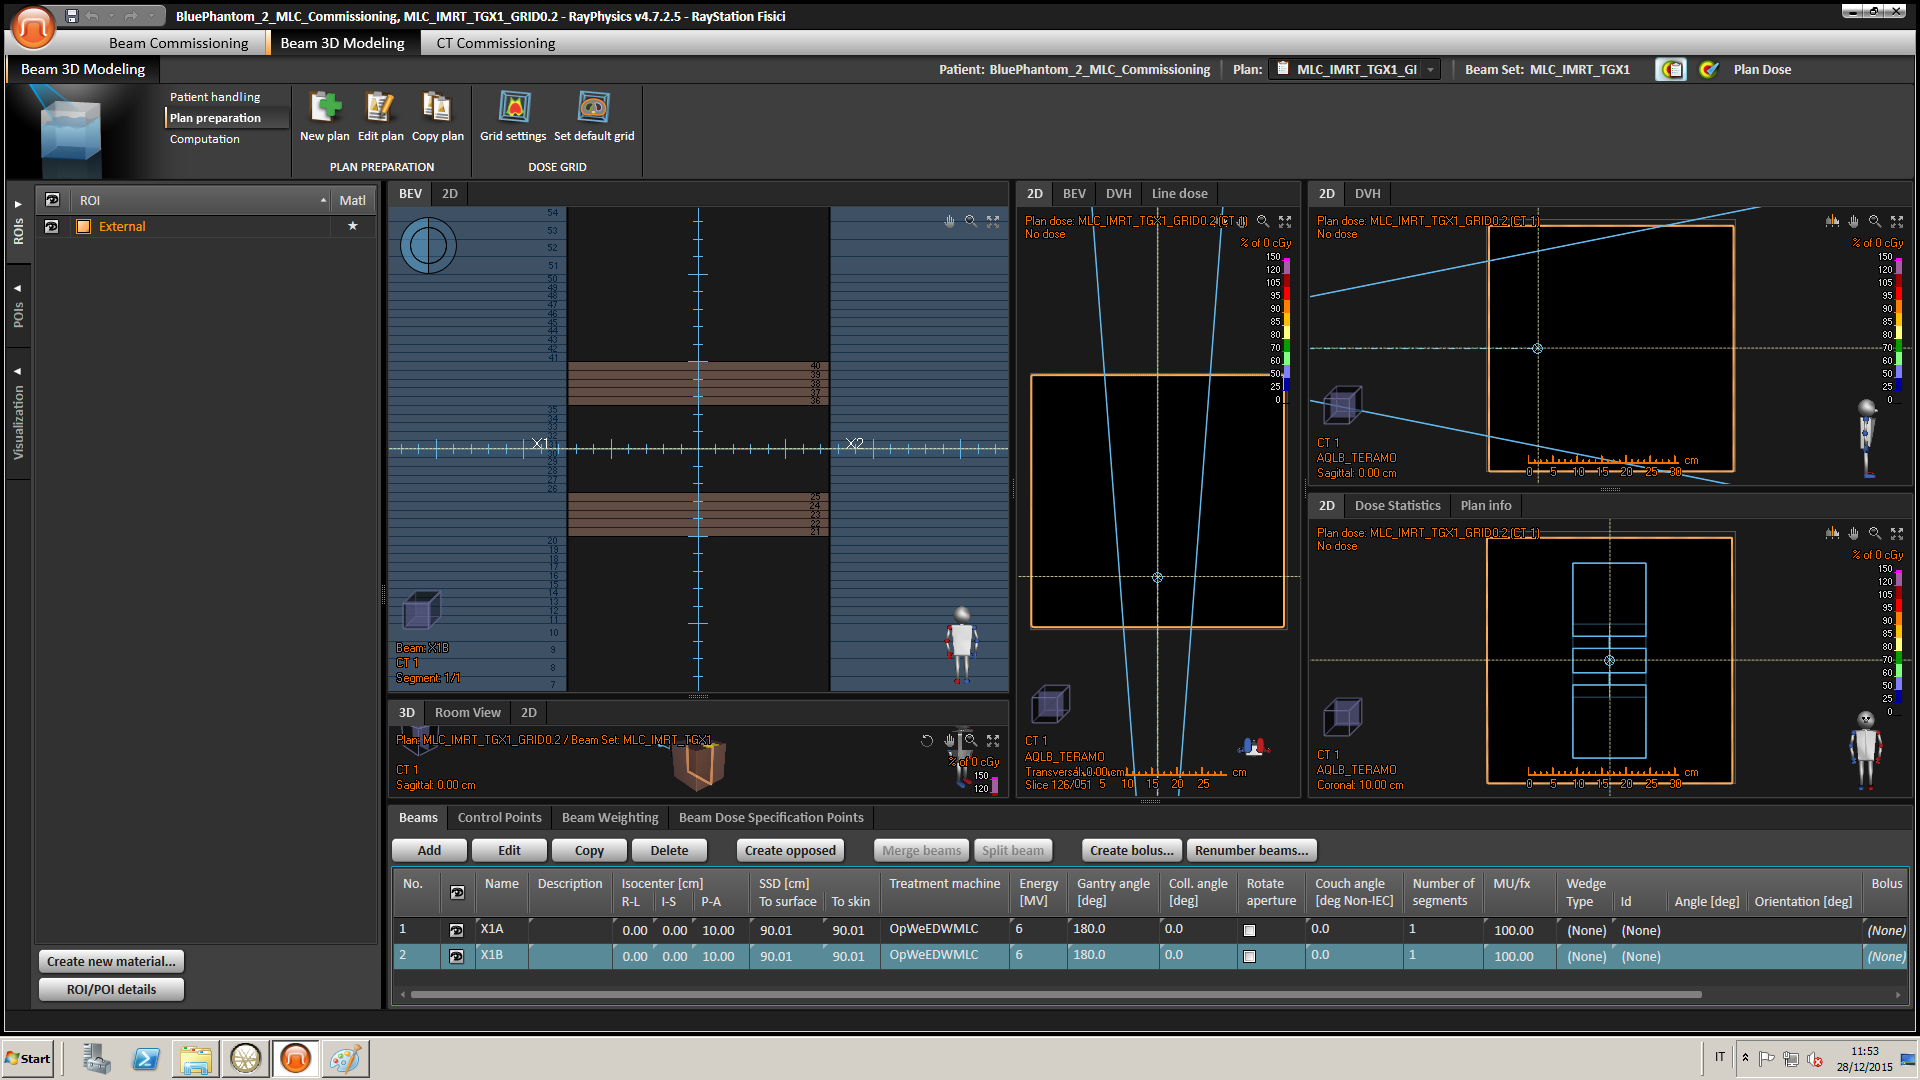 BluePhantom_2_MLC_Commissioning, MLC_IMRT_TGX1_GRID0.2 - RayPhysics v4.7.2.5 - RayStation Fisici
Beam Commissioning
Beam 3D Modeling
CT Commissioning
Beam 3D Modeling
Patient: BluePhantom_2_MLC_Commissioning
Plan: MLC_IMRT_TGX1_GI
Beam Set: MLC_IMRT_TGX1
Plan Dose
Patient handling
Plan preparation
Computation
New plan
Edit plan
Copy plan
PLAN PREPARATION
Grid settings
Set default grid
DOSE GRID
ROIs
POIs
Visualization
ROI
Matl
External
Create new material...
ROI/POI details
BEV
2D
54
53
52
51
50
49
48
47
46
45
44
43
42
41
40
39
38
37
36
35
34
33
X1
X2
28
27
26
25
24
23
22
21
20
19
18
17
16
15
14
13
12
11
10
9
8
7
Beam: X1B
CT 1
Segment: 1/1
3D
Room View
2D
Plan: MLC_IMRT_TGX1_GRID0.2 / Beam Set: MLC_IMRT_TGX1
CT 1
Sagittal: 0.00 cm
% of 0 cGy
150
120
2D
BEV
DVH
Line dose
Plan dose: MLC_IMRT_TGX1_GRID0.2 (CT 1)
No dose
% of 0 cGy
150
120
105
95
90
85
80
70
60
50
25
0
CT 1
AQLB_TERAMO
Transversal: 0.00 cm
Slice 126/051
5 10 15 20 25
cm
2D
DVH
Plan dose: MLC_IMRT_TGX1_GRID0.2 (CT 1)
No dose
% of 0 cGy
150
120
105
95
90
85
80
70
60
50
25
0
CT 1
AQLB_TERAMO
Sagittal: 0.00 cm
0 5 10 15 20 25 30
cm
2D
Dose Statistics
Plan info
Plan dose: MLC_IMRT_TGX1_GRID0.2 (CT 1)
No dose
% of 0 cGy
150
120
105
95
90
85
80
70
60
50
25
0
CT 1
AQLB_TERAMO
Coronal: 10.00 cm
0 5 10 15 20 25 30
cm
Beams
Control Points
Beam Weighting
Beam Dose Specification Points
Add
Edit
Copy
Delete
Create opposed
Merge beams
Split beam
Create bolus...
Renumber beams...
No. Name Description Isocenter [cm] SSD [cm] Treatment machine Energy [MV] Gantry angle [deg] Coll. angle [deg] Rotate aperture Couch angle [deg Non-IEC] Number of segments MU/fx Wedge Bolus
R-L I-S P-A To surface To skin Type Id Angle [deg] Orientation [deg]
1 X1A 0.00 0.00 10.00 90.01 90.01 OpWeEDWMLC 6 180.0 0.0 0.0 1 100.00 (None) (None) (None)
2 X1B 0.00 0.00 10.00 90.01 90.01 OpWeEDWMLC 6 180.0 0.0 0.0 1 100.00 (None) (None) (None)
Start
IT
11:53
28/12/2015